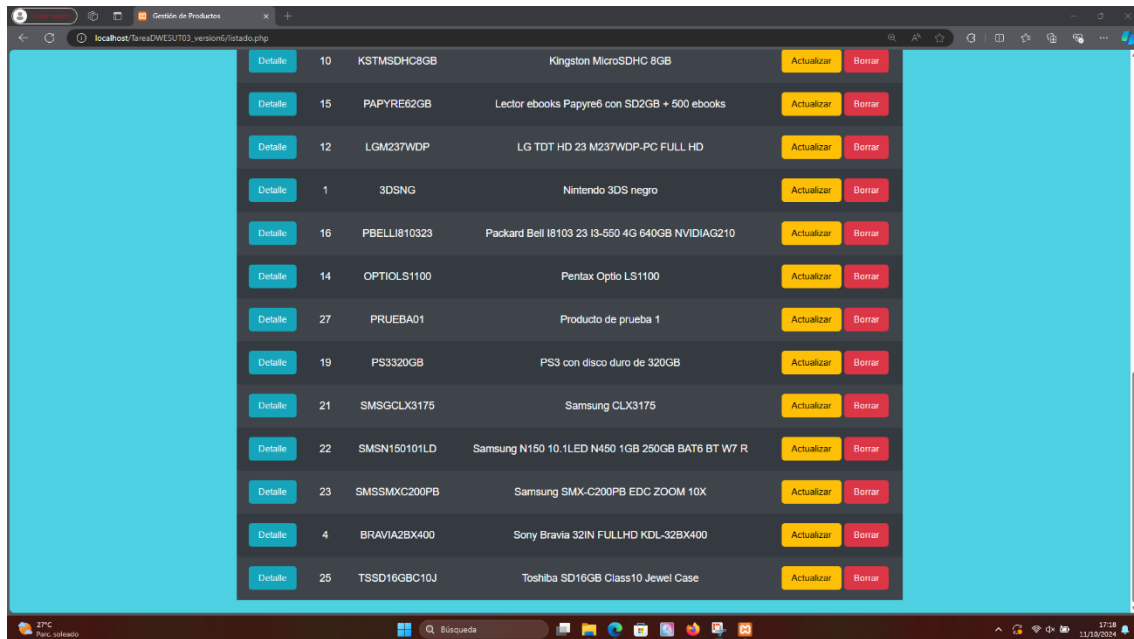 Gestión de Productos
localhost/TareaDWESUT03_version6/listado.php
Detalle 10 KSTMSDHC8GB Kingston MicroSDHC 8GB Actualizar Borrar
Detalle 15 PAPYRE62GB Lector ebooks Papyre6 con SD2GB + 500 ebooks Actualizar Borrar
Detalle 12 LGM237WDP LG TDT HD 23 M237WDP-PC FULL HD Actualizar Borrar
Detalle 1 3DSNG Nintendo 3DS negro Actualizar Borrar
Detalle 16 PBELLI810323 Packard Bell I8103 23 I3-550 4G 640GB NVIDIAG210 Actualizar Borrar
Detalle 14 OPTIOLS1100 Pentax Optio LS1100 Actualizar Borrar
Detalle 27 PRUEBA01 Producto de prueba 1 Actualizar Borrar
Detalle 19 PS3320GB PS3 con disco duro de 320GB Actualizar Borrar
Detalle 21 SMSGCLX3175 Samsung CLX3175 Actualizar Borrar
Detalle 22 SMSN150101LD Samsung N150 10.1LED N450 1GB 250GB BAT6 BT W7 R Actualizar Borrar
Detalle 23 SMSSMXC200PB Samsung SMX-C200PB EDC ZOOM 10X Actualizar Borrar
Detalle 4 BRAVIA2BX400 Sony Bravia 32IN FULLHD KDL-32BX400 Actualizar Borrar
Detalle 25 TSSD16GBC10J Toshiba SD16GB Class10 Jewel Case Actualizar Borrar
27°C
Parc. soleado
Búsqueda
17:18
11/10/2024